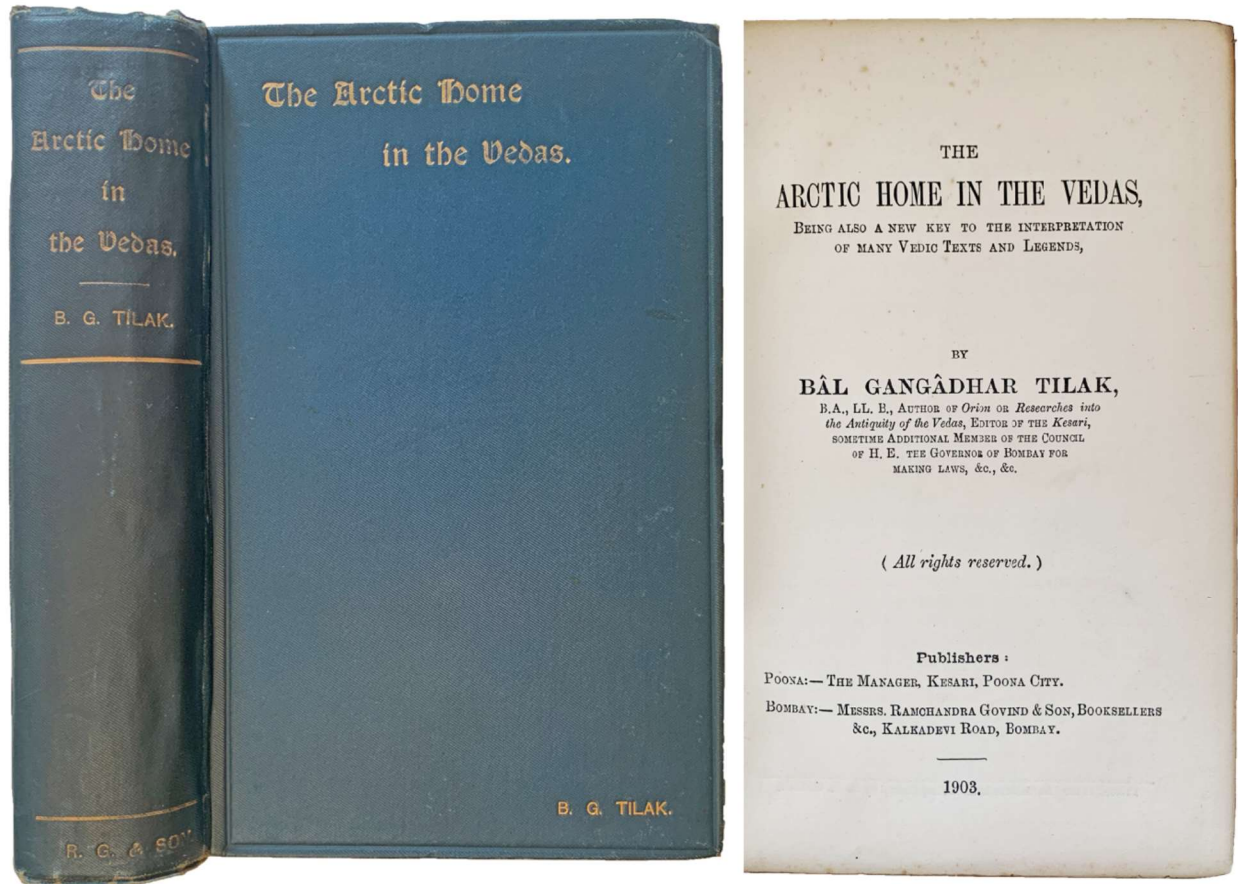 The
Arctic Home
in
the Vedas.
B. G. TILAK.
R. G. & SON
The Arctic Home
in the Vedas.
B. G. TILAK.
THE
ARCTIC HOME IN THE VEDAS,
BEING ALSO A NEW KEY TO THE INTERPRETATION
OF MANY VEDIC TEXTS AND LEGENDS,
BY
BÂL GANGÂDHAR TILAK,
B.A., LL. B., AUTHOR OF Orion OR Researches into
the Antiquity of the Vedas, EDITOR OF THE Kesari,
SOMETIME ADDITIONAL MEMBER OF THE COUNCIL
OF H. E. THE GOVERNOR OF BOMBAY FOR
MAKING LAWS, &c., &c.
( All rights reserved. )
Publishers :
POONA:— THE MANAGER, KESARI, POONA CITY.
BOMBAY:— MESSRS. RAMCHANDRA GOVIND & SON, BOOKSELLERS
&c., KALKADEVI ROAD, BOMBAY.
1903.